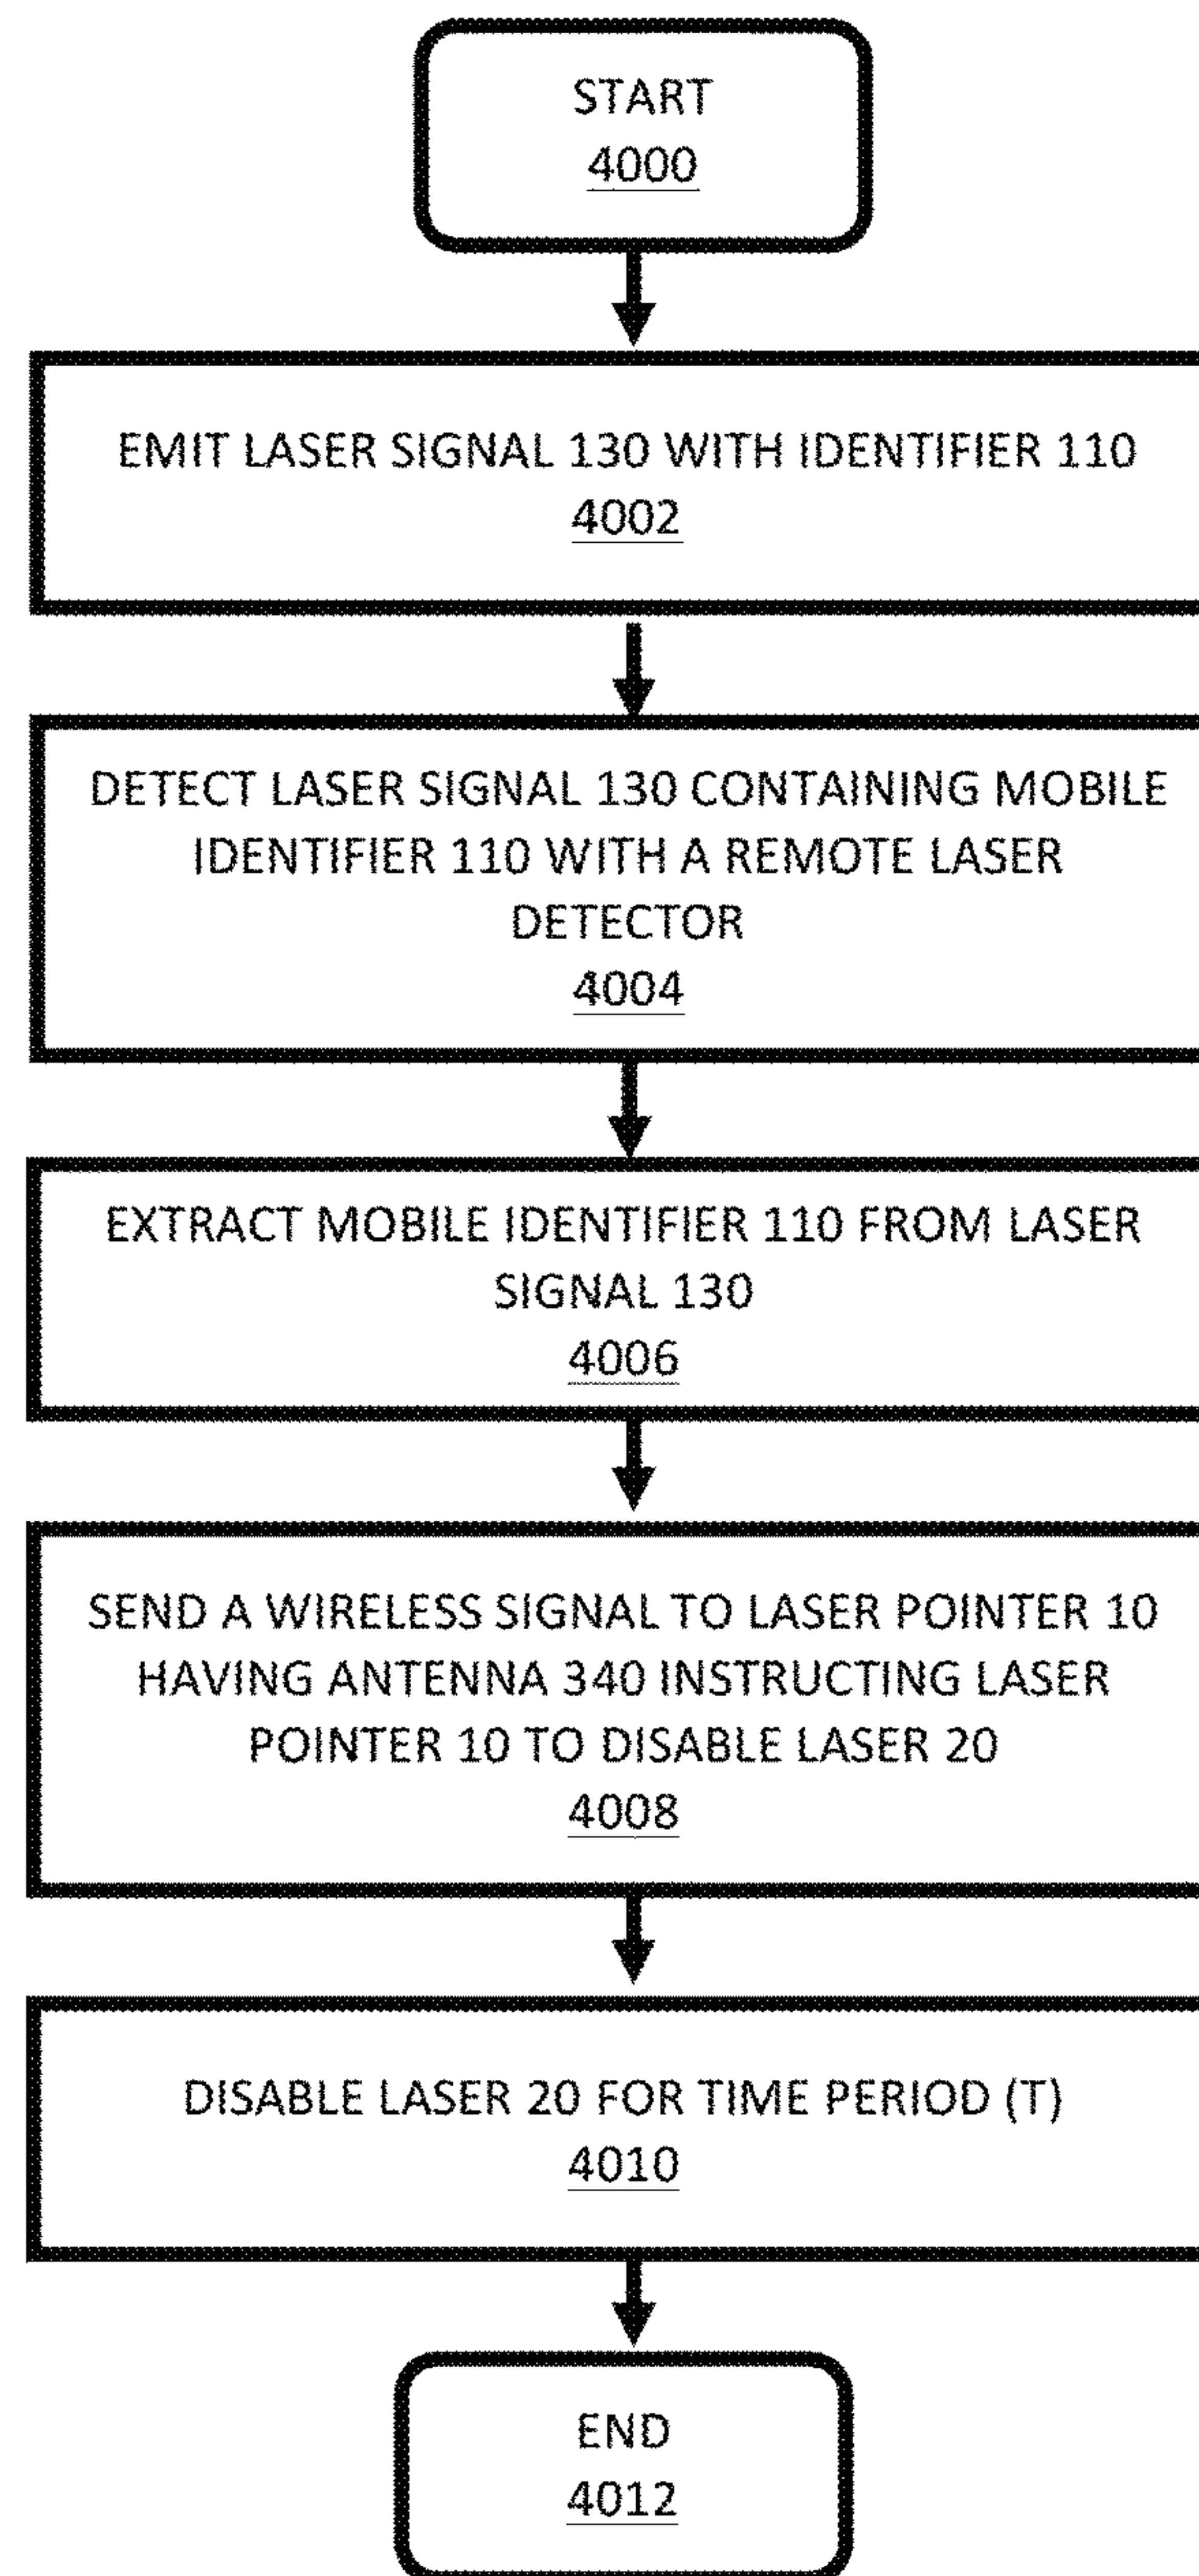 START
4000
EMIT LASER SIGNAL 130 WITH IDENTIFIER 110
4002
DETECT LASER SIGNAL 130 CONTAINING MOBILE
IDENTIFIER 110 WITH A REMOTE LASER
DETECTOR
4004
EXTRACT MOBILE IDENTIFIER 110 FROM LASER
SIGNAL 130
4006
SEND A WIRELESS SIGNAL TO LASER POINTER 10
HAVING ANTENNA 340 INSTRUCTING LASER
POINTER 10 TO DISABLE LASER 20
4008
DISABLE LASER 20 FOR TIME PERIOD (T)
4010
END
4012